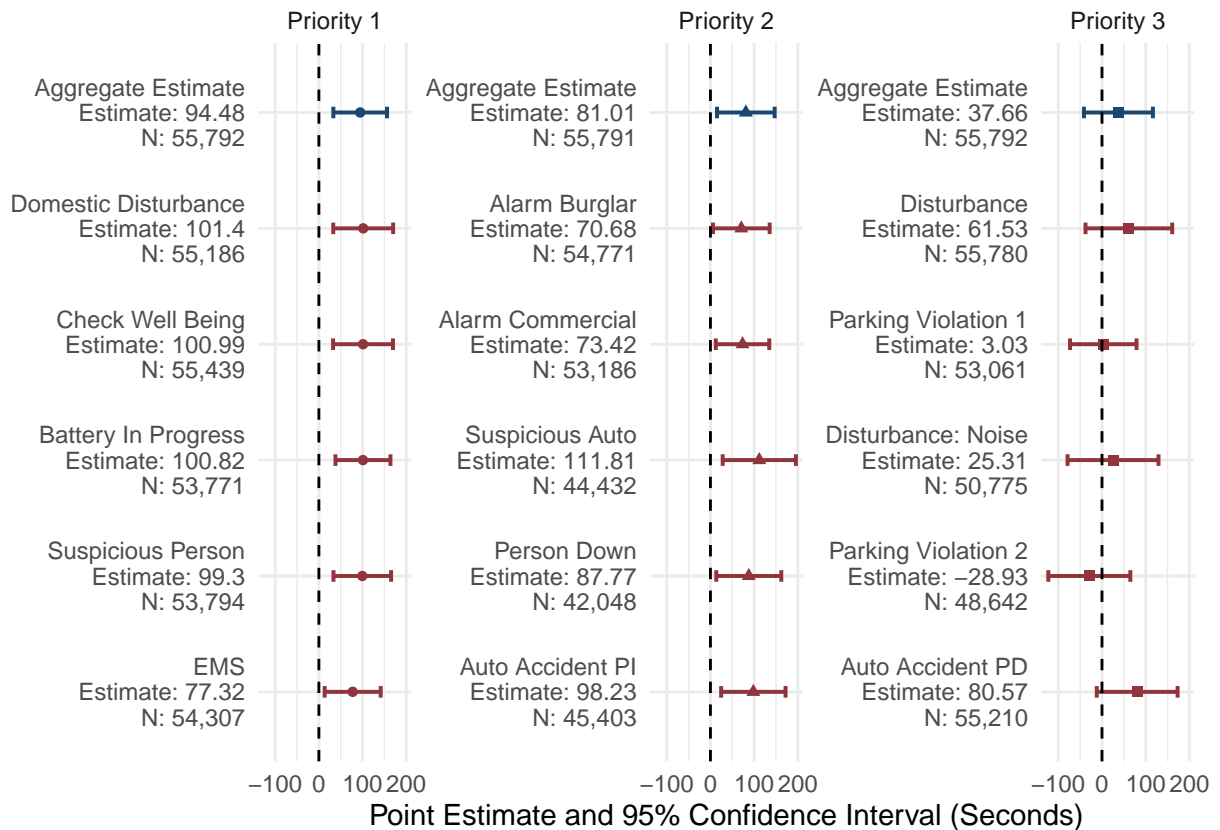 Priority 1
Aggregate Estimate
Estimate: 94.48
N: 55,792
Domestic Disturbance
Estimate: 101.4
N: 55,186
Check Well Being
Estimate: 100.99
N: 55,439
Battery In Progress
Estimate: 100.82
N: 53,771
Suspicious Person
Estimate: 99.3
N: 53,794
EMS
Estimate: 77.32
N: 54,307
−100 0 100 200
Priority 2
Aggregate Estimate
Estimate: 81.01
N: 55,791
Alarm Burglar
Estimate: 70.68
N: 54,771
Alarm Commercial
Estimate: 73.42
N: 53,186
Suspicious Auto
Estimate: 111.81
N: 44,432
Person Down
Estimate: 87.77
N: 42,048
Auto Accident PI
Estimate: 98.23
N: 45,403
−100 0 100 200
Priority 3
Aggregate Estimate
Estimate: 37.66
N: 55,792
Disturbance
Estimate: 61.53
N: 55,780
Parking Violation 1
Estimate: 3.03
N: 53,061
Disturbance: Noise
Estimate: 25.31
N: 50,775
Parking Violation 2
Estimate: −28.93
N: 48,642
Auto Accident PD
Estimate: 80.57
N: 55,210
−100 0 100 200
Point Estimate and 95% Confidence Interval (Seconds)